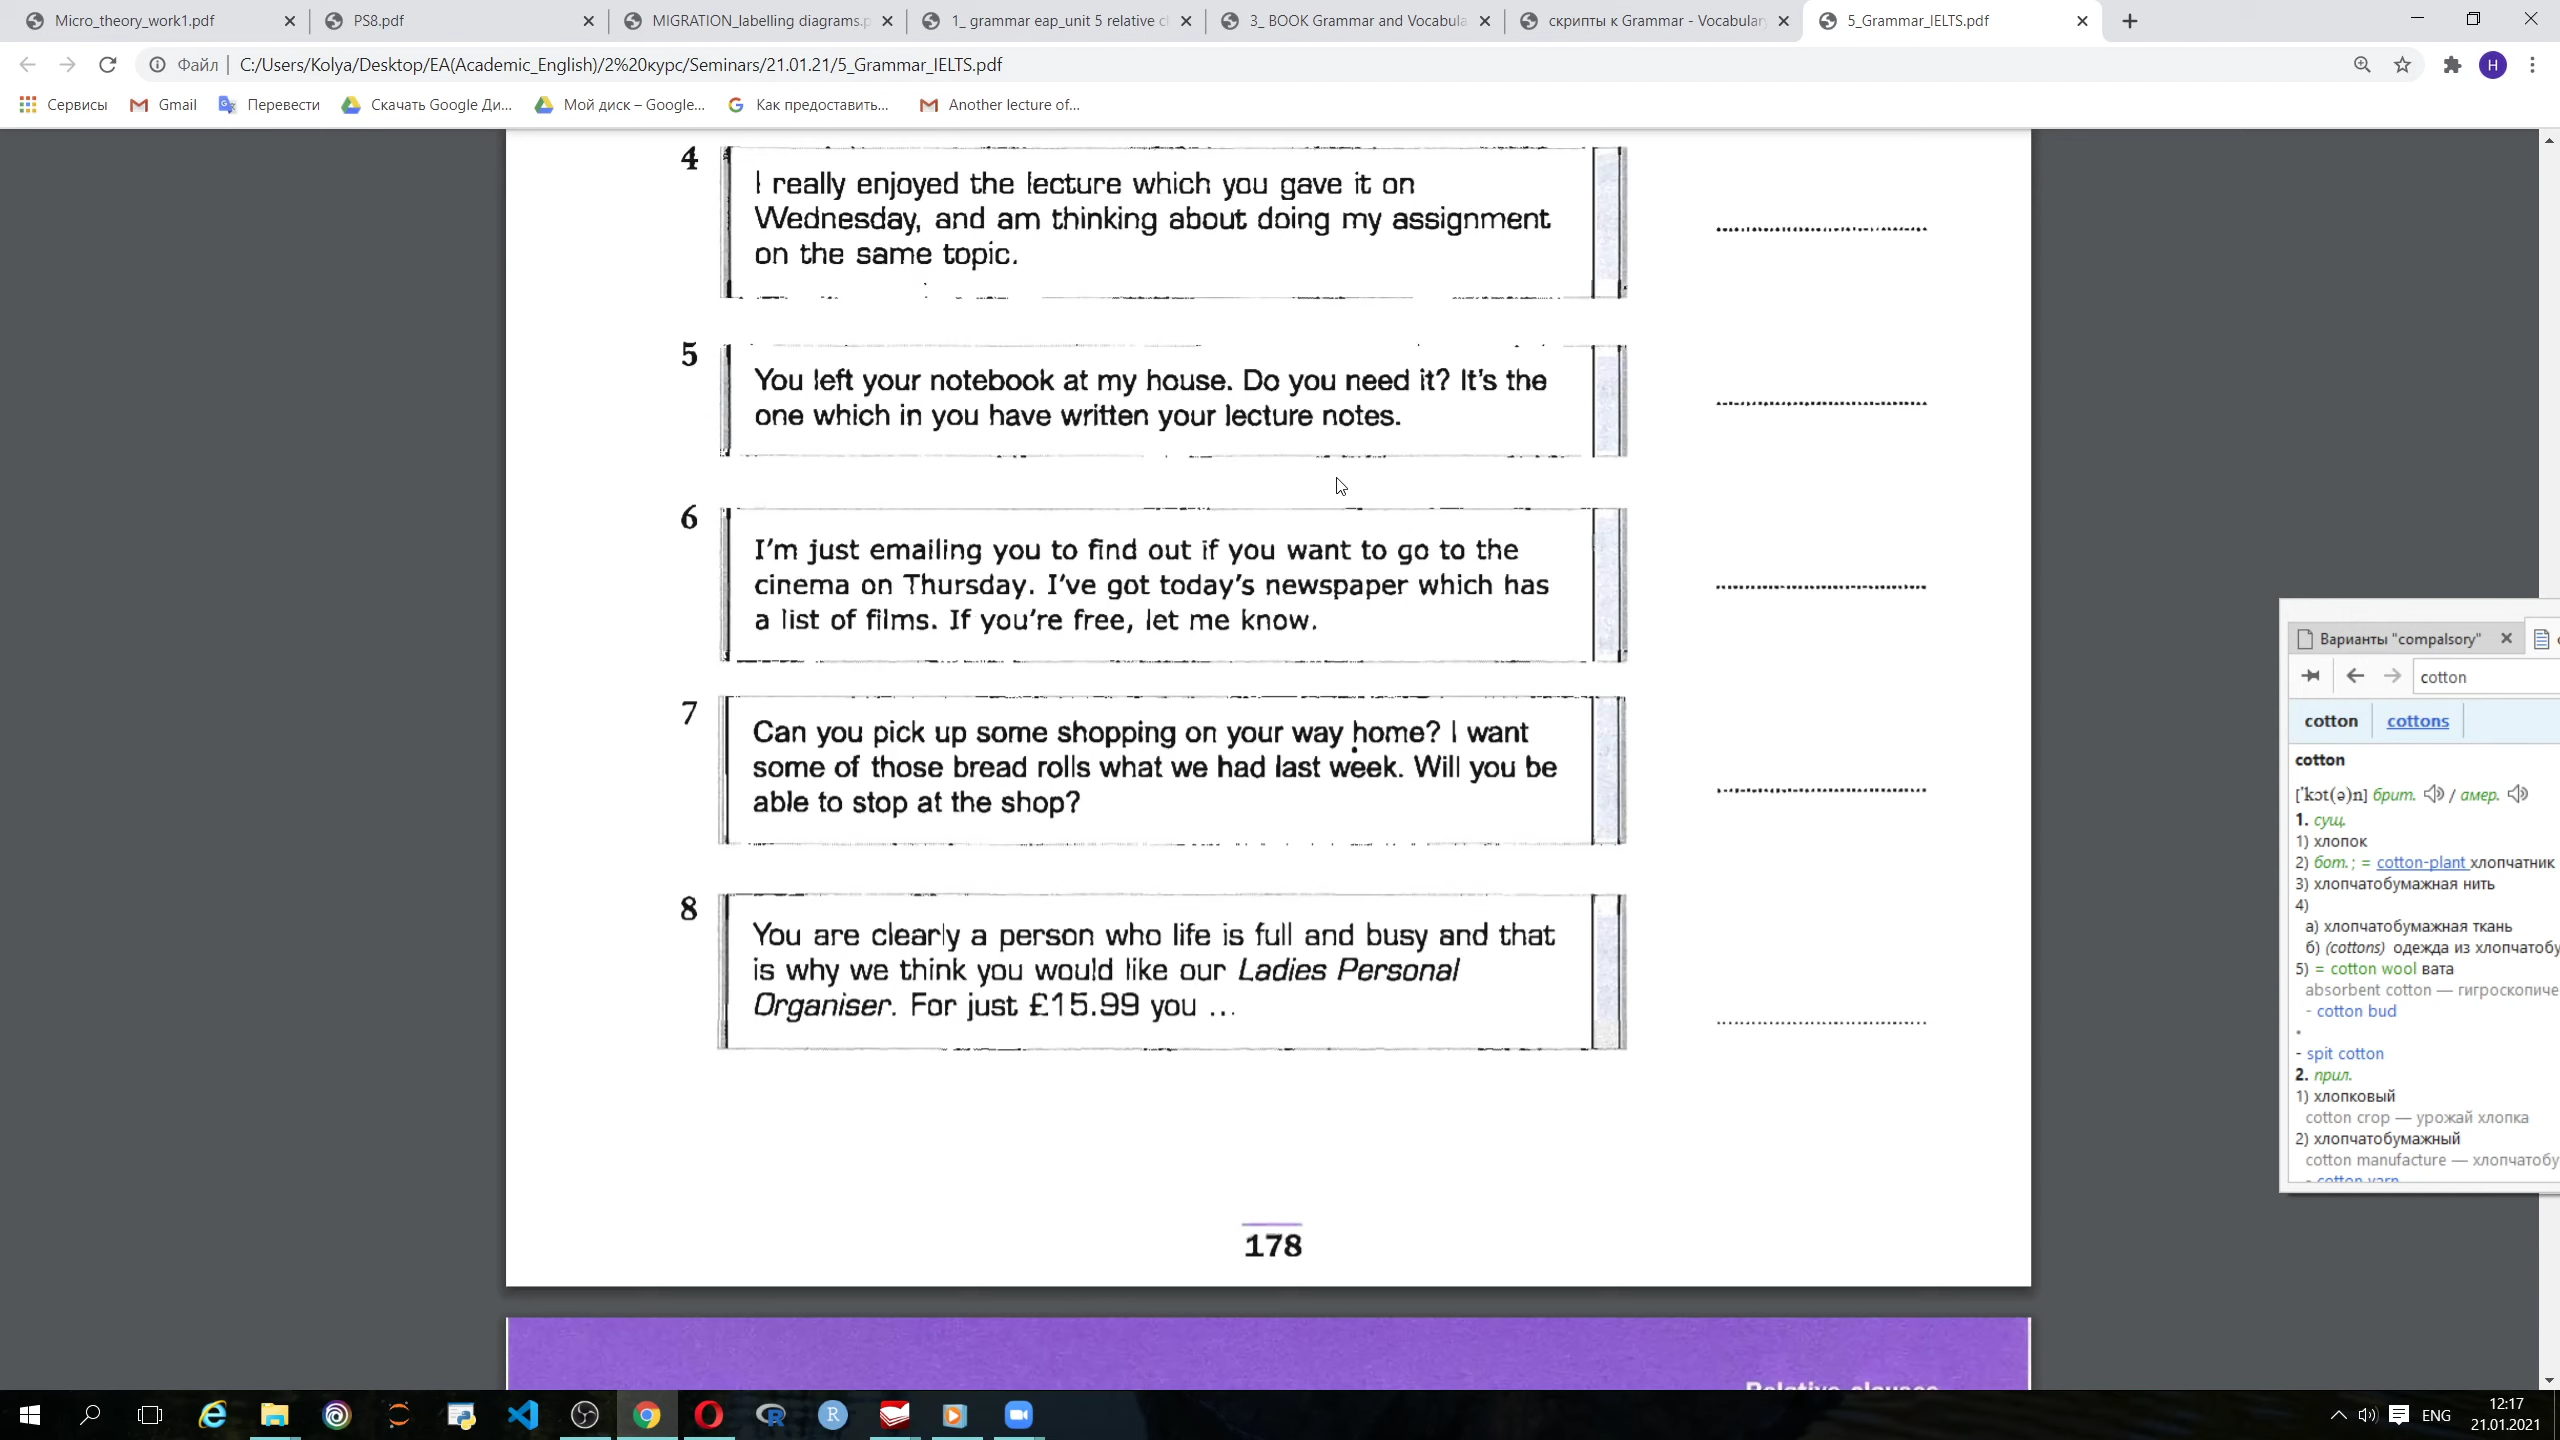 Micro_theory_work1.pdf
PS8.pdf
MIGRATION_labelling diagrams.p
1_ grammar eap_unit 5 relative cl
3_ BOOK Grammar and Vocabula
скрипты к Grammar - Vocabulary
5_Grammar_IELTS.pdf
Файл
C:/Users/Kolya/Desktop/EA(Academic_English)/2%20курс/Seminars/21.01.21/5_Grammar_IELTS.pdf
H
Сервисы
Gmail
Перевести
Скачать Google Ди...
Мой диск – Google...
Как предоставить...
Another lecture of...
4
I really enjoyed the lecture which you gave it on
Wednesday, and am thinking about doing my assignment
on the same topic.
5
You left your notebook at my house. Do you need it? It's the
one which in you have written your lecture notes.
6
I'm just emailing you to find out if you want to go to the
cinema on Thursday. I've got today's newspaper which has
a list of films. If you're free, let me know.
7
Can you pick up some shopping on your way home? I want
some of those bread rolls what we had last week. Will you be
able to stop at the shop?
8
You are clearly a person who life is full and busy and that
is why we think you would like our Ladies Personal
Organiser. For just £15.99 you ...
178
Relative clauses
Варианты "compalsory"
cotton
cotton cottons
cotton
['kɔt(ə)n] брит. / амер.
1. сущ.
1) хлопок
2) бот.; = cotton-plant хлопчатник
3) хлопчатобумажная нить
4)
а) хлопчатобумажная ткань
б) (cottons) одежда из хлопчатобу
5) = cotton wool вата
absorbent cotton — гигроскопиче
- cotton bud
•
- spit cotton
2. прил.
1) хлопковый
cotton crop — урожай хлопка
2) хлопчатобумажный
cotton manufacture — хлопчатобу
- cotton yarn
ENG
12:17
21.01.2021